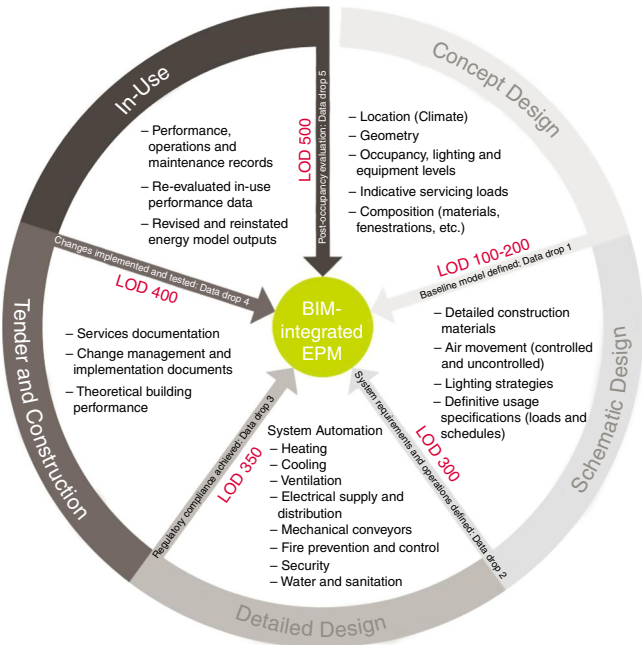 Concept Design
– Location (Climate)
– Geometry
– Occupancy, lighting and
equipment levels
– Indicative servicing loads
– Composition (materials,
fenestrations, etc.)
LOD 100-200
Baseline model defined: Data drop 1
Schematic Design
– Detailed construction
materials
– Air movement (controlled
and uncontrolled)
– Lighting strategies
– Definitive usage
specifications (loads and
schedules)
LOD 300
System requirements and operations defined: Data drop 2
Detailed Design
System Automation
– Heating
– Cooling
– Ventilation
– Electrical supply and
distribution
– Mechanical conveyors
– Fire prevention and control
– Security
– Water and sanitation
Regulatory compliance achieved: Data drop 3
LOD 350
Tender and Construction
– Services documentation
– Change management and
implementation documents
– Theoretical building
performance
Changes implemented and tested: Data drop 4
LOD 400
In-Use
– Performance,
operations and
maintenance records
– Re-evaluated in-use
performance data
– Revised and reinstated
energy model outputs
LOD 500
Post-occupancy evaluation: Data drop 5
BIM-
integrated
EPM